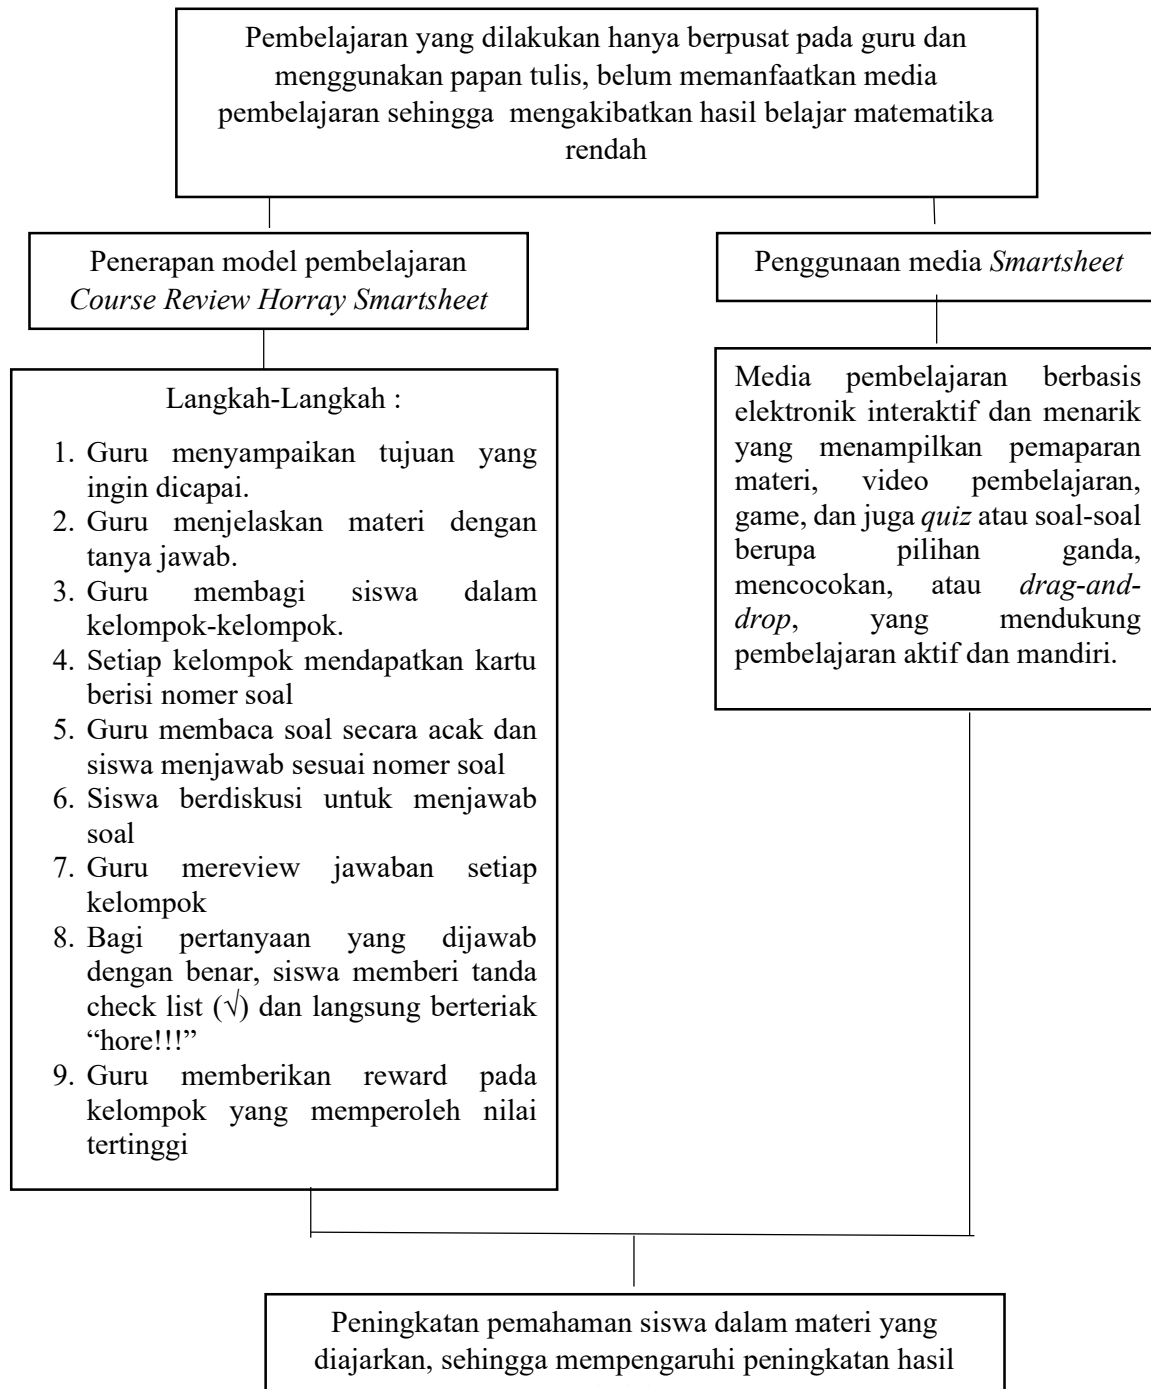 Pembelajaran yang dilakukan hanya berpusat pada guru dan
menggunakan papan tulis, belum memanfaatkan media
pembelajaran sehingga mengakibatkan hasil belajar matematika
rendah
Penerapan model pembelajaran
Course Review Horray Smartsheet
Penggunaan media Smartsheet
Langkah-Langkah :
1. Guru menyampaikan tujuan yang
ingin dicapai.
2. Guru menjelaskan materi dengan
tanya jawab.
3. Guru membagi siswa dalam
kelompok-kelompok.
4. Setiap kelompok mendapatkan kartu
berisi nomer soal
5. Guru membaca soal secara acak dan
siswa menjawab sesuai nomer soal
6. Siswa berdiskusi untuk menjawab
soal
7. Guru mereview jawaban setiap
kelompok
8. Bagi pertanyaan yang dijawab
dengan benar, siswa memberi tanda
check list (√) dan langsung berteriak
“hore!!!”
9. Guru memberikan reward pada
kelompok yang memperoleh nilai
tertinggi
Media pembelajaran berbasis
elektronik interaktif dan menarik
yang menampilkan pemaparan
materi, video pembelajaran,
game, dan juga quiz atau soal-soal
berupa pilihan ganda,
mencocokan, atau drag-and-
drop, yang mendukung
pembelajaran aktif dan mandiri.
Peningkatan pemahaman siswa dalam materi yang
diajarkan, sehingga mempengaruhi peningkatan hasil